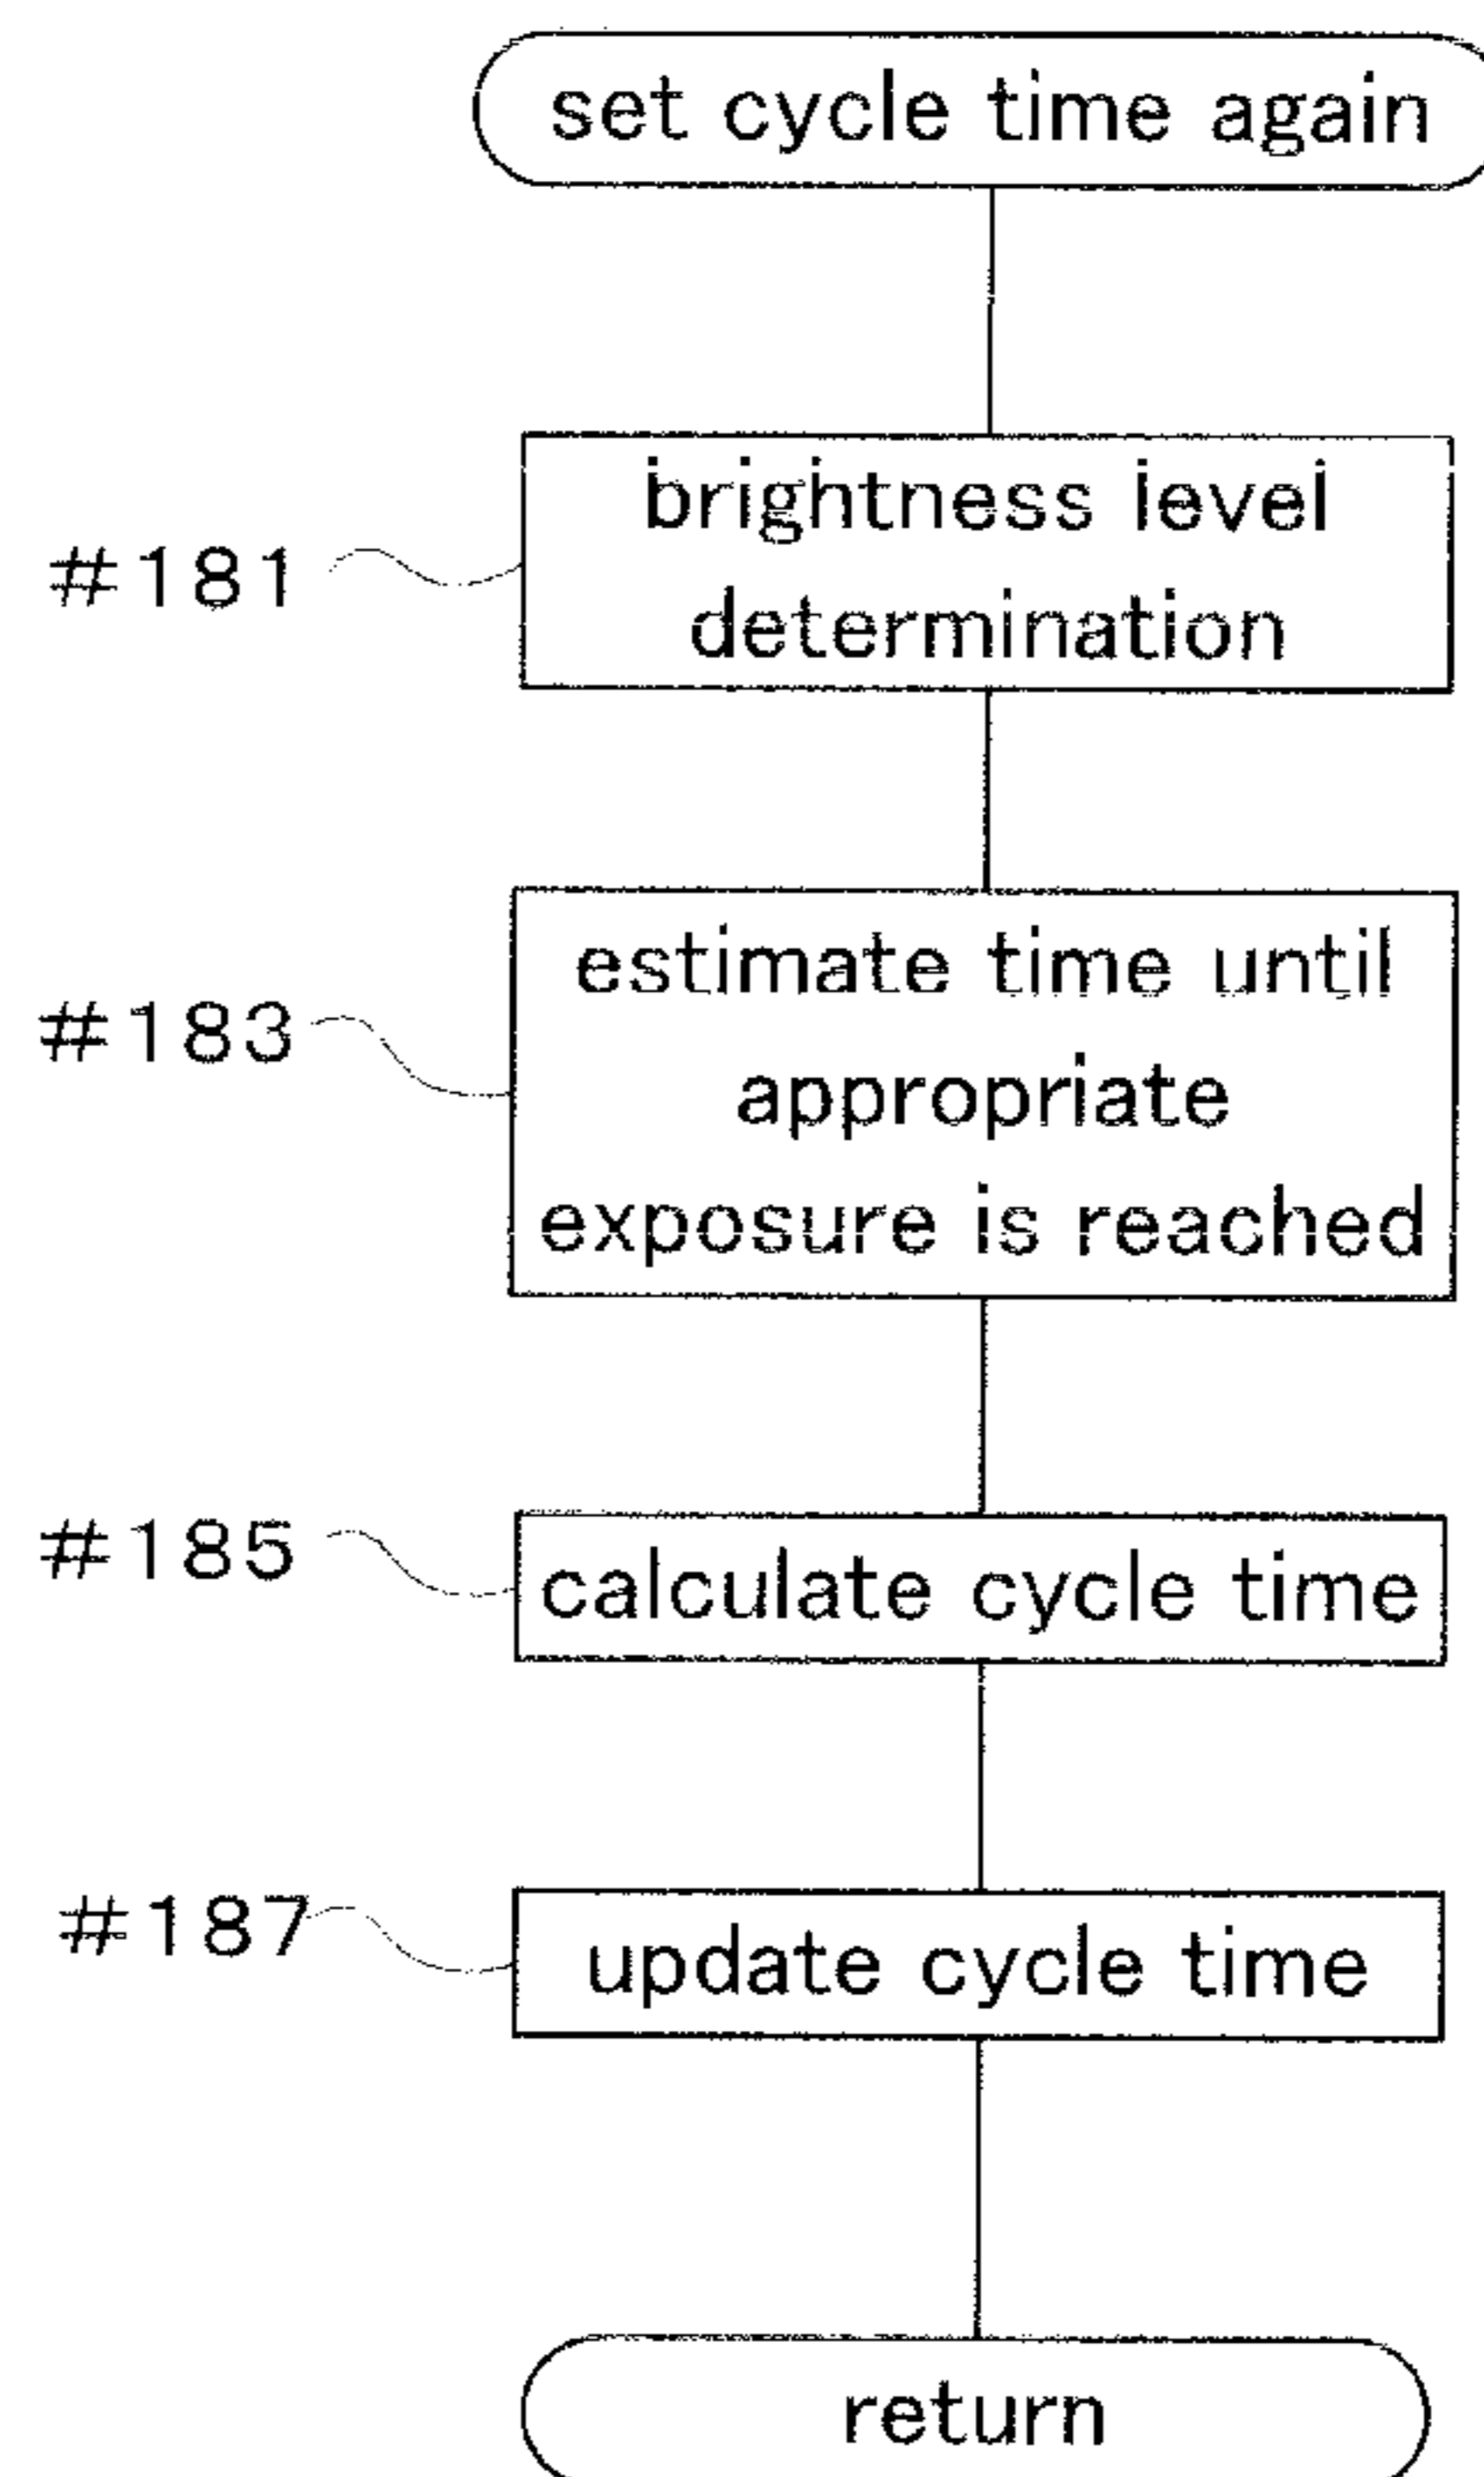 set cycle time again
#181
brightness level
determination
#183
estimate time until
appropriate
exposure is reached
#185
calculate cycle time
#187
update cycle time
return